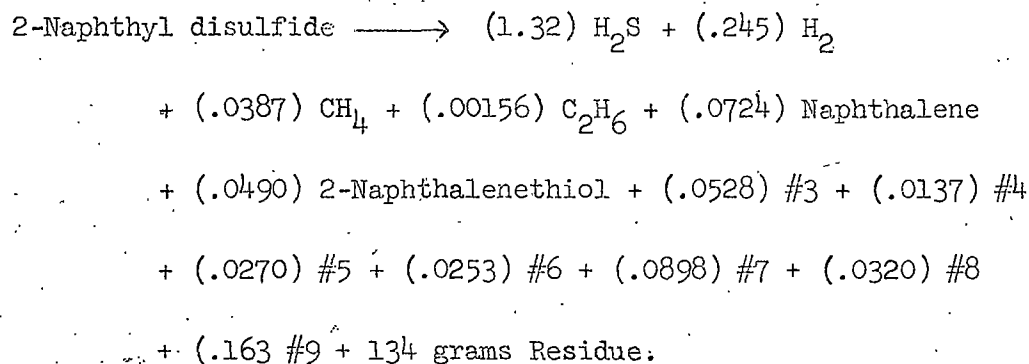 2-Naphthyl disulfide ⟶ (1.32) H₂S + (.245) H₂
+ (.0387) CH₄ + (.00156) C₂H₆ + (.0724) Naphthalene
+ (.0490) 2-Naphthalenethiol + (.0528) #3 + (.0137) #4
+ (.0270) #5 + (.0253) #6 + (.0898) #7 + (.0320) #8
+ (.163 #9 + 134 grams Residue.